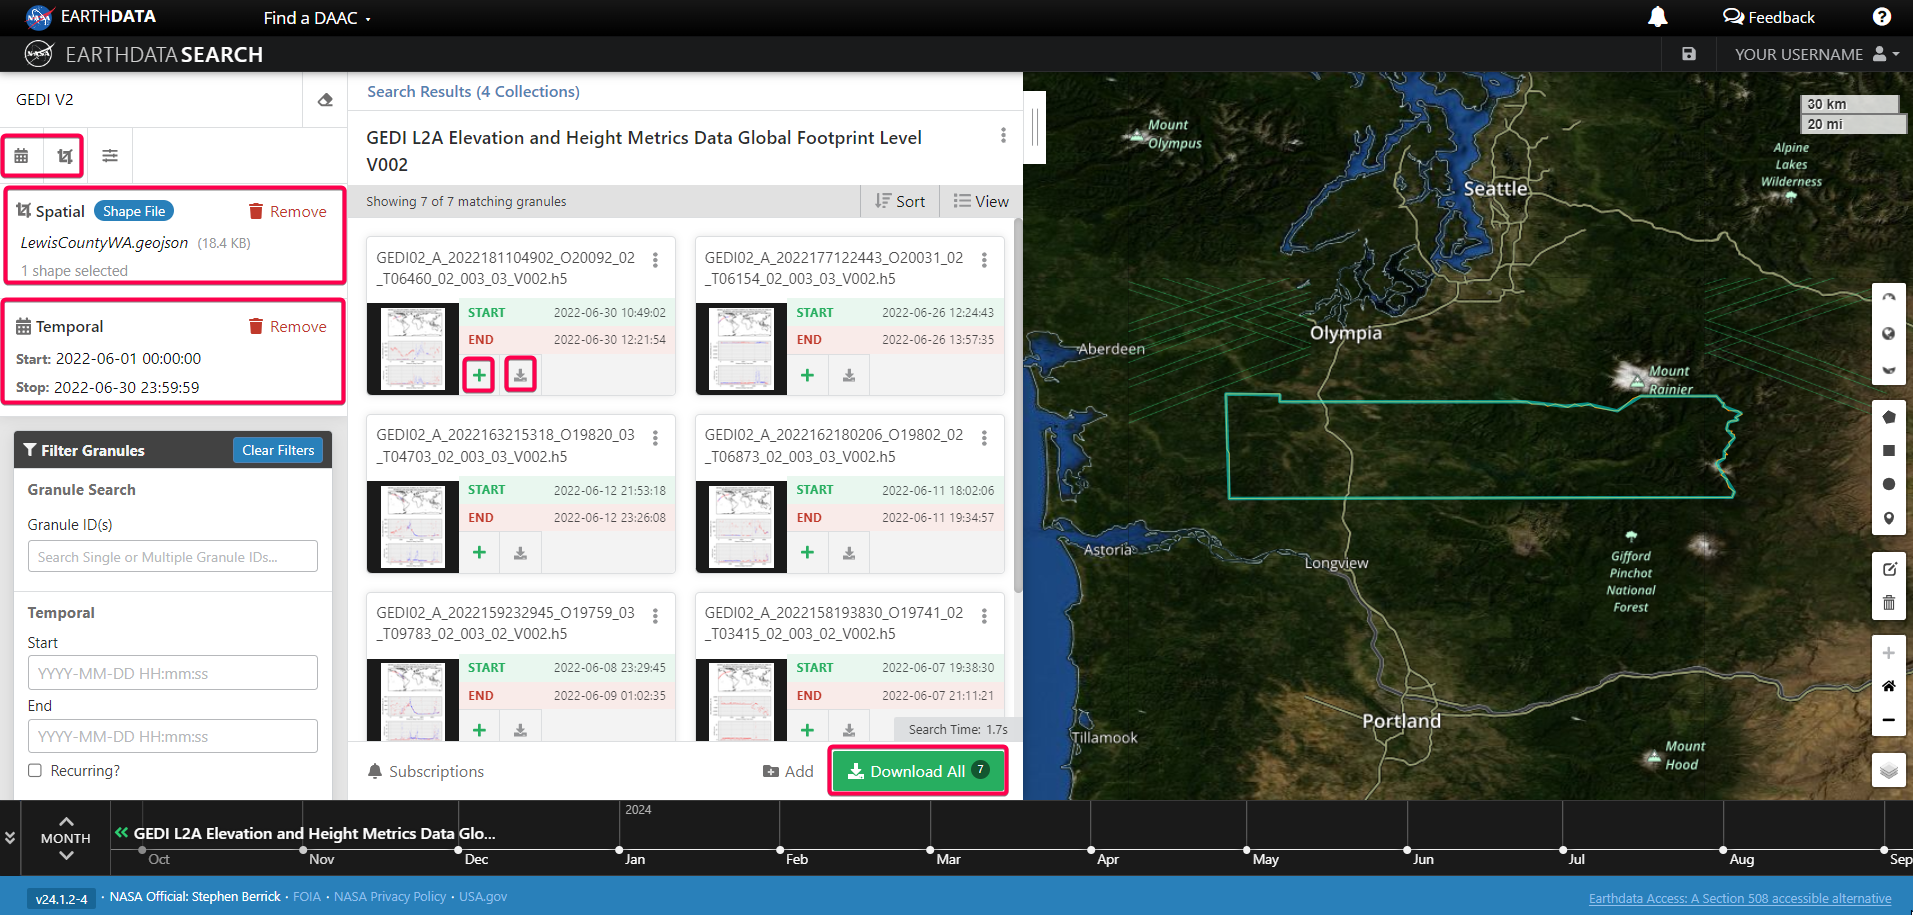 EARTHDATA
Find a DAAC
Feedback
EARTHDATA SEARCH
YOUR USERNAME
GEDI V2
Spatial
Shape File
Remove
LewisCountyWA.geojson (18.4 KB)
1 shape selected
Temporal
Remove
Start: 2022-06-01 00:00:00
Stop: 2022-06-30 23:59:59
Filter Granules
Clear Filters
Granule Search
Granule ID(s)
Search Single or Multiple Granule IDs...
Temporal
Start
YYYY-MM-DD HH:mm:ss
End
YYYY-MM-DD HH:mm:ss
Recurring?
Search Results (4 Collections)
GEDI L2A Elevation and Height Metrics Data Global Footprint Level
V002
Showing 7 of 7 matching granules
Sort
View
GEDI02_A_2022181104902_O20092_02
_T06460_02_003_03_V002.h5
START 2022-06-30 10:49:02
END 2022-06-30 12:21:54
GEDI02_A_2022177122443_O20031_02
_T06154_02_003_03_V002.h5
START 2022-06-26 12:24:43
END 2022-06-26 13:57:35
GEDI02_A_2022163215318_O19820_03
_T04703_02_003_03_V002.h5
START 2022-06-12 21:53:18
END 2022-06-12 23:26:08
GEDI02_A_2022162180206_O19802_02
_T06873_02_003_03_V002.h5
START 2022-06-11 18:02:06
END 2022-06-11 19:34:57
GEDI02_A_2022159232945_O19759_03
_T09783_02_003_02_V002.h5
START 2022-06-08 23:29:45
END 2022-06-09 01:02:35
GEDI02_A_2022158193830_O19741_02
_T03415_02_003_02_V002.h5
START 2022-06-07 19:38:30
END 2022-06-07 21:11:21
Search Time: 1.7s
Subscriptions
Add
Download All 7
30 km
20 mi
Mount
Olympus
Alpine
Lakes
Wilderness
Seattle
Olympia
Aberdeen
Mount
Rainier
Astoria
Longview
Gifford
Pinchot
National
Forest
Portland
Tillamook
Mount
Hood
MONTH
GEDI L2A Elevation and Height Metrics Data Glo...
2024
Oct
Nov
Dec
Jan
Feb
Mar
Apr
May
Jun
Jul
Aug
Sep
v24.1.2-4 · NASA Official: Stephen Berrick · FOIA · NASA Privacy Policy · USA.gov
Earthdata Access: A Section 508 accessible alternative